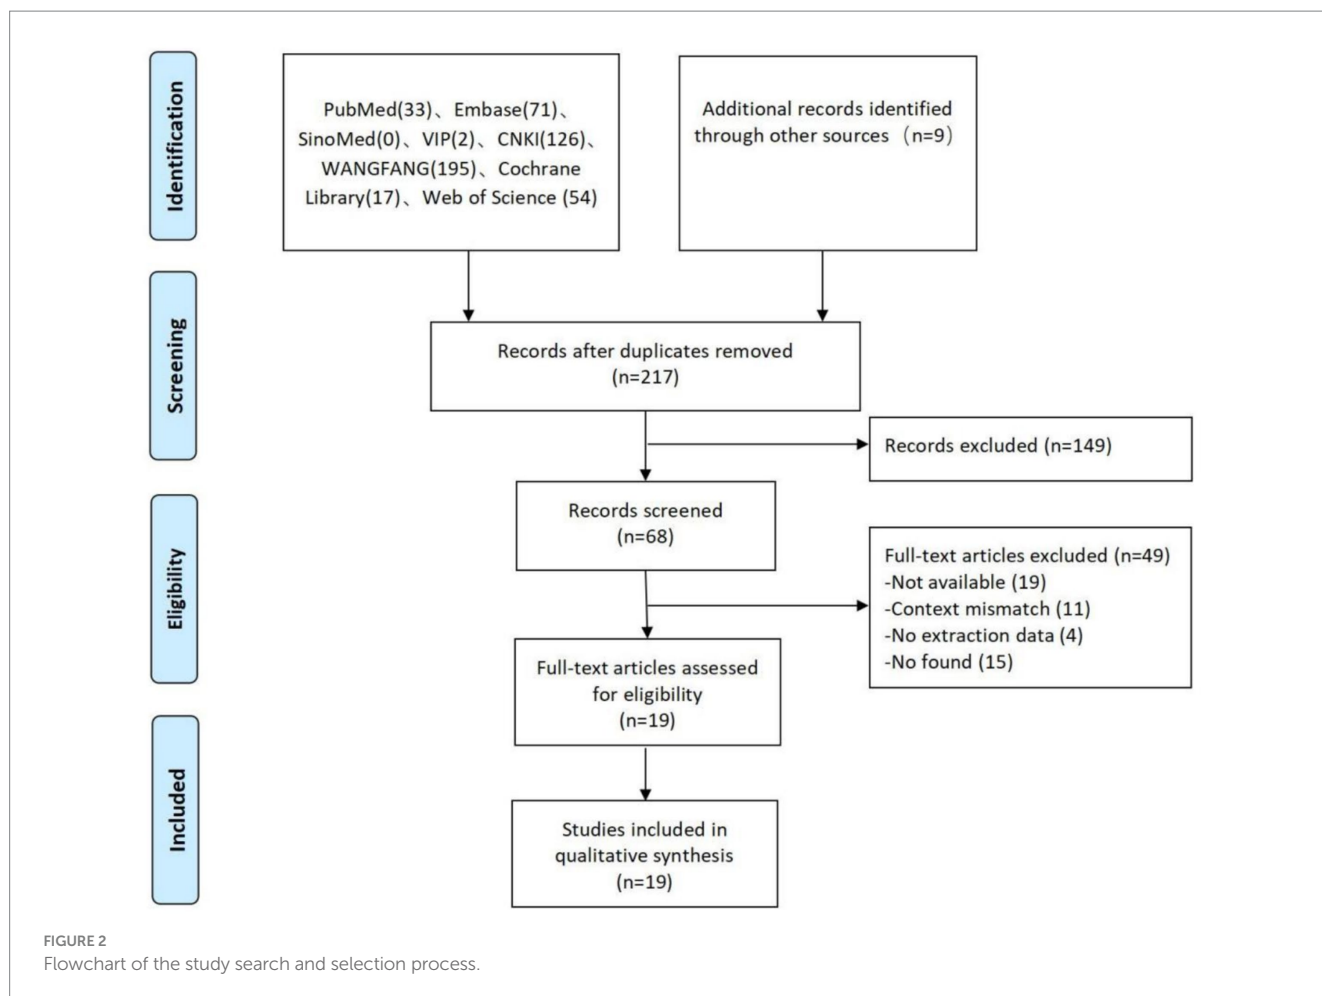 Identification
PubMed(33)、Embase(71)、
SinoMed(0)、VIP(2)、CNKI(126)、
WANGFANG(195)、Cochrane
Library(17)、Web of Science (54)
Additional records identified
through other sources（n=9）
Screening
Records after duplicates removed
(n=217)
Records excluded (n=149)
Records screened
(n=68)
Eligibility
Full-text articles excluded (n=49)
-Not available (19)
-Context mismatch (11)
-No extraction data (4)
-No found (15)
Full-text articles assessed
for eligibility
(n=19)
Included
Studies included in
qualitative synthesis
(n=19)
FIGURE 2
Flowchart of the study search and selection process.